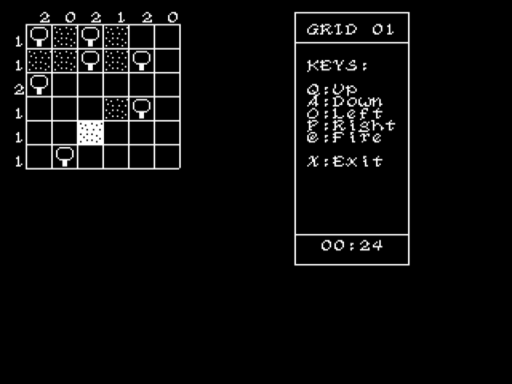 2 0 2 1 2 0
1
1
2
1
1
1
GRID 01
KEYS:
Q:Up
A:Down
O:Left
P:Right
@:Fire
X:Exit
00:24